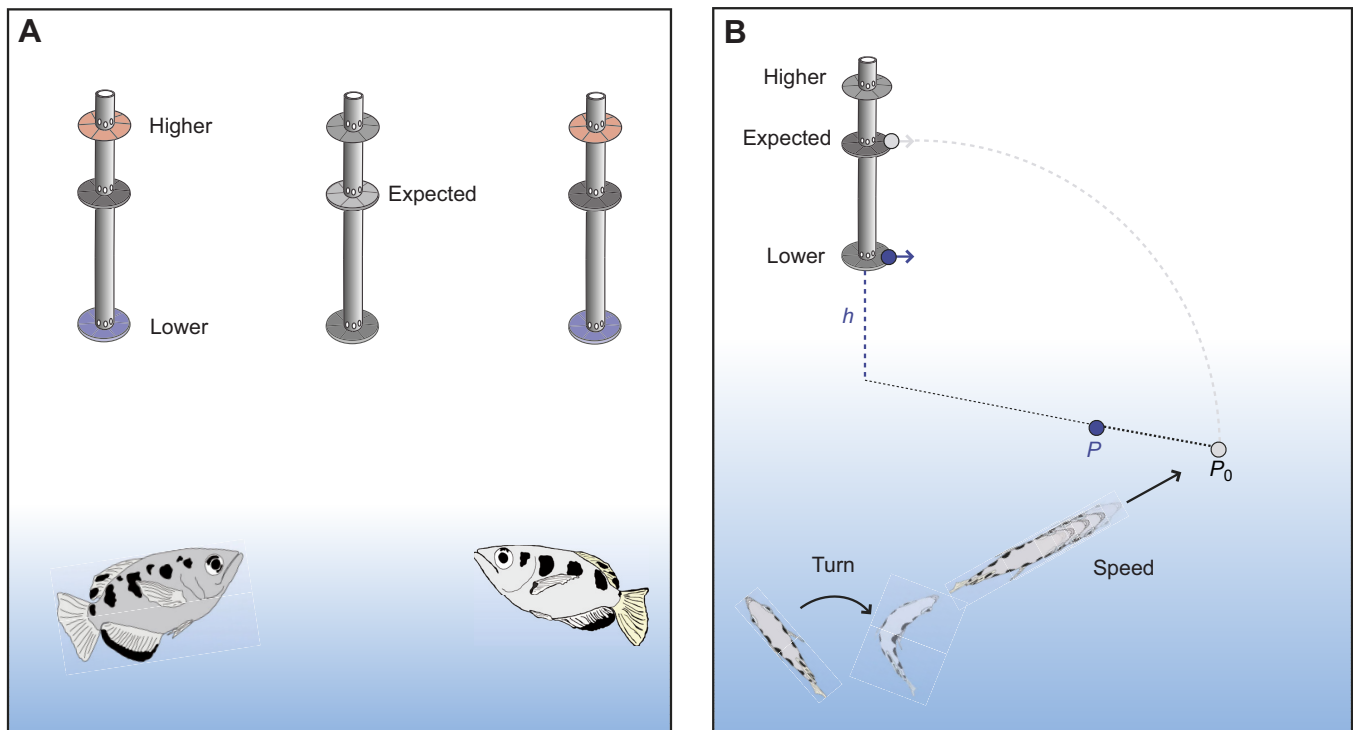 A
Higher
Expected
Lower
B
Higher
Expected
Lower
h
P
P0
Turn
Speed